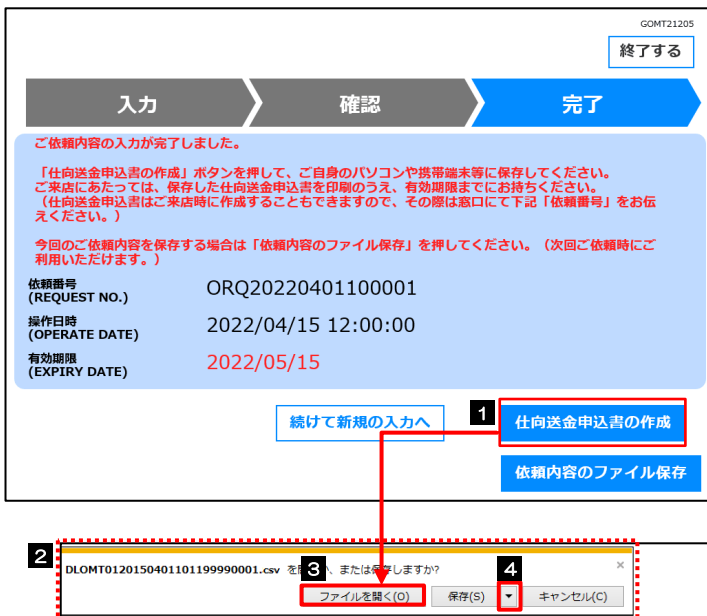 GOMT21205
終了する
入力
確認
完了
ご依頼内容の入力が完了しました。
「仕向送金申込書の作成」ボタンを押して、ご自身のパソコンや携帯端末等に保存してください。
ご来店にあたっては、保存した仕向送金申込書を印刷のうえ、有効期限までにお持ちください。
（仕向送金申込書はご来店時に作成することもできますので、その際は窓口にて下記「依頼番号」をお伝
えください。）
今回のご依頼内容を保存する場合は「依頼内容のファイル保存」を押してください。（次回ご依頼時にご
利用いただけます。）
依頼番号
(REQUEST NO.)
ORQ20220401100001
操作日時
(OPERATE DATE)
2022/04/15 12:00:00
有効期限
(EXPIRY DATE)
2022/05/15
続けて新規の入力へ
1
仕向送金申込書の作成
依頼内容のファイル保存
2
DLOMT0120150401101199990001.csv を 、または しますか?
×
3
4
ファイルを開く(O)
保存(S)
キャンセル(C)